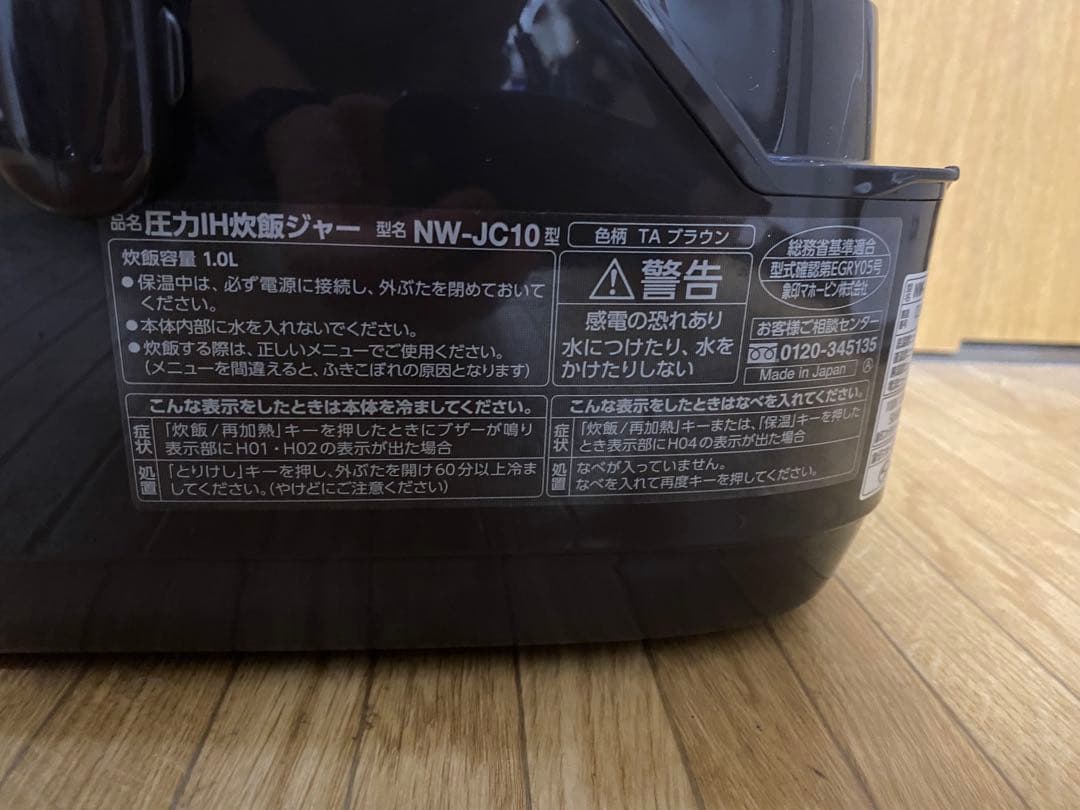 品名 圧力IH炊飯ジャー 型名 NW-JC10型 色柄 TA ブラウン
炊飯容量 1.0L
●保温中は、必ず電源に接続し、外ぶたを閉めておいて
ください。
●本体内部に水を入れないでください。
●炊飯する際は、正しいメニューでご使用ください。
(メニューを間違えると、ふきこぼれの原因となります)
警告
感電の恐れあり
水につけたり、水を
かけたりしない
総務省基準適合
型式確認第EGRY05号
象印マホービン株式会社
お客様ご相談センター
0120-345135
Made in Japan Ⓐ
こんな表示をしたときは本体を冷ましてください。
症状 「炊飯/再加熱」キーを押したときにブザーが鳴り
表示部にH01・H02の表示が出た場合
処置 「とりけし」キーを押し、外ぶたを開け60分以上冷ま
してください。(やけどにご注意ください)
こんな表示をしたときはなべを入れてください。
症状 「炊飯/再加熱」キーまたは、「保温」キーを押した
とき表示部にH04の表示が出た場合
処置 なべが入っていません。
なべを入れて再度キーを押してください。